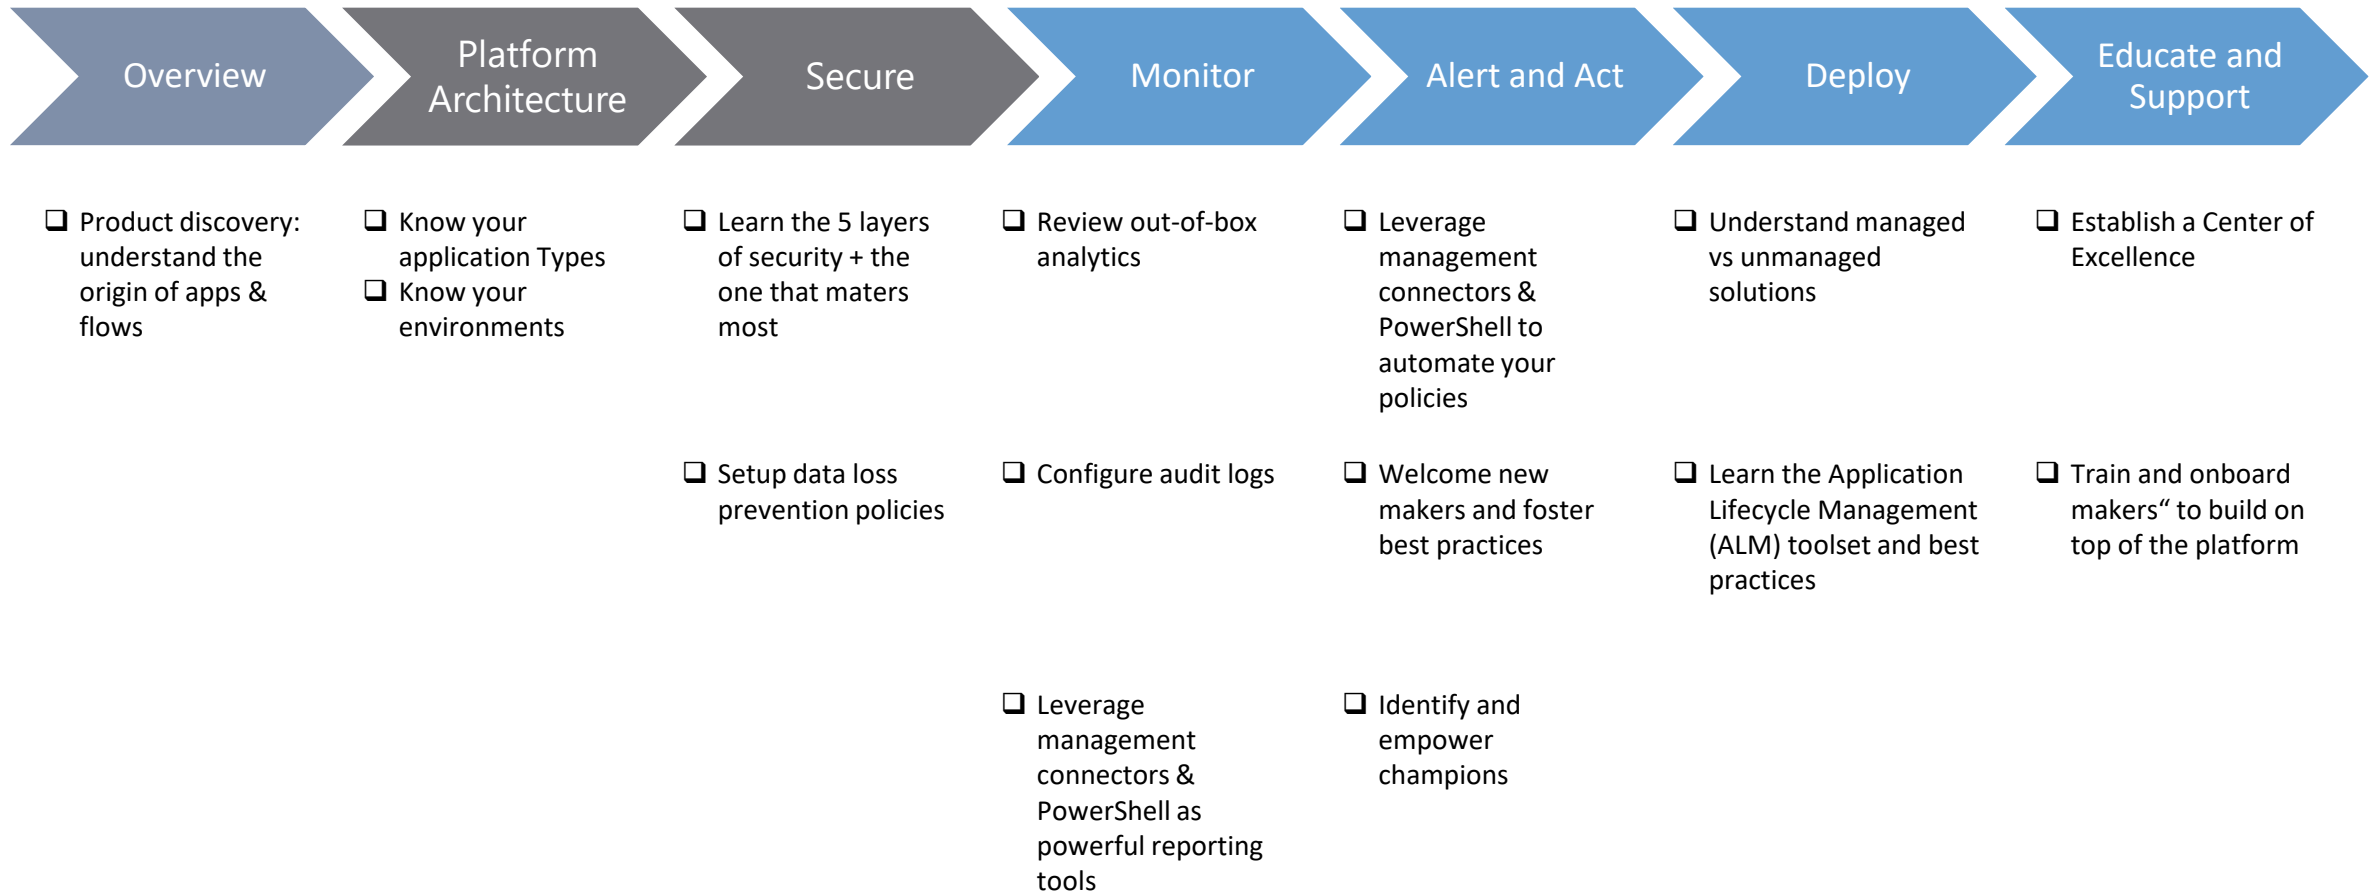 Overview
Platform
Architecture
Secure
Monitor
Alert and Act
Deploy
Educate and
Support
Product discovery:
understand the
origin of apps &
flows
Know your
application Types
Know your
environments
Learn the 5 layers
of security + the
one that maters
most
Setup data loss
prevention policies
Review out-of-box
analytics
Configure audit logs
Leverage
management
connectors &
PowerShell as
powerful reporting
tools
Leverage
management
connectors &
PowerShell to
automate your
policies
Welcome new
makers and foster
best practices
Identify and
empower
champions
Understand managed
vs unmanaged
solutions
Learn the Application
Lifecycle Management
(ALM) toolset and best
practices
Establish a Center of
Excellence
Train and onboard
makers“ to build on
top of the platform